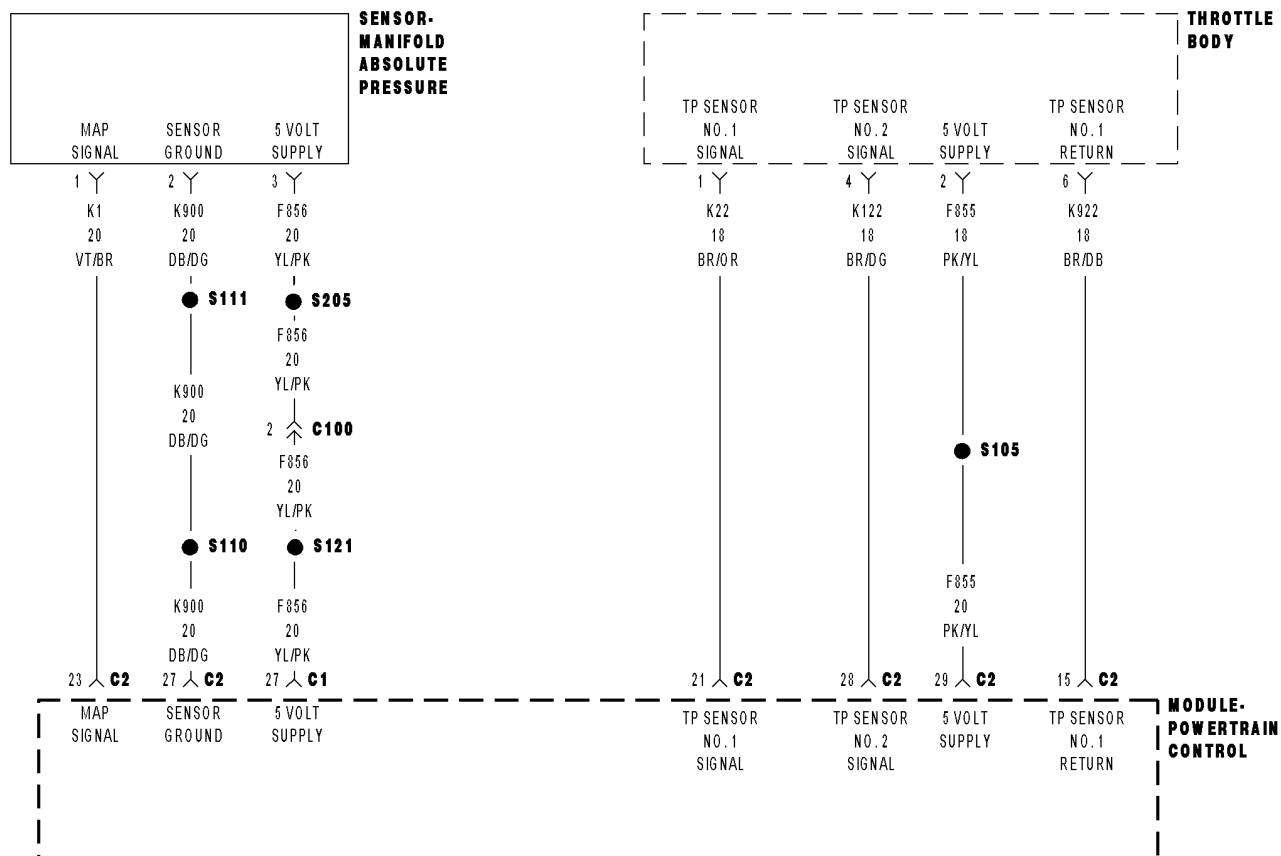 SENSOR-
MANIFOLD
ABSOLUTE
PRESSURE
THROTTLE
BODY
MAP
SIGNAL
SENSOR
GROUND
5 VOLT
SUPPLY
TP SENSOR
NO.1
SIGNAL
TP SENSOR
NO.2
SIGNAL
5 VOLT
SUPPLY
TP SENSOR
NO.1
RETURN
1
2
3
1
4
2
6
K1
20
VT/BR
K900
20
DB/DG
F856
20
YL/PK
K22
18
BR/OR
K122
18
BR/DG
F855
18
PK/YL
K922
18
BR/DB
S111
S205
F856
20
YL/PK
K900
20
DB/DG
2
C100
S105
F856
20
YL/PK
S110
S121
K900
20
DB/DG
F856
20
YL/PK
F855
20
PK/YL
23 C2
27 C2
27 C1
21 C2
28 C2
29 C2
15 C2
MAP
SIGNAL
SENSOR
GROUND
5 VOLT
SUPPLY
TP SENSOR
NO.1
SIGNAL
TP SENSOR
NO.2
SIGNAL
5 VOLT
SUPPLY
TP SENSOR
NO.1
RETURN
MODULE-
POWERTRAIN
CONTROL